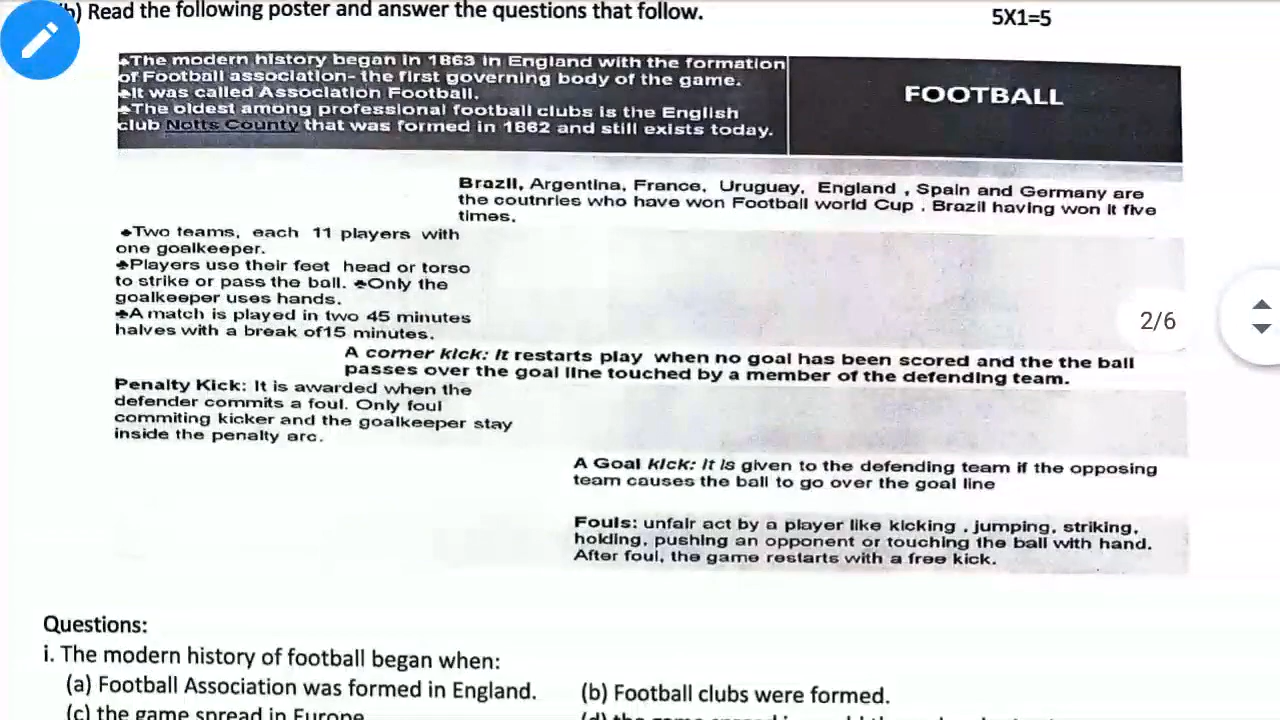 b) Read the following poster and answer the questions that follow.
5X1=5
♠The modern history began in 1863 in England with the formation
of Football association- the first governing body of the game.
♠It was called Association Football.
♠The oldest among professional football clubs is the English
club Notts County that was formed in 1862 and still exists today.
FOOTBALL
Brazil, Argentina, France, Uruguay, England , Spain and Germany are
the coutnries who have won Football world Cup . Brazil having won it five
times.
♠Two teams, each 11 players with
one goalkeeper.
♠Players use their feet head or torso
to strike or pass the ball. ♠Only the
goalkeeper uses hands.
♠A match is played in two 45 minutes
halves with a break of15 minutes.
2/6
A corner kick: It restarts play when no goal has been scored and the the ball
passes over the goal line touched by a member of the defending team.
Penalty Kick: It is awarded when the
defender commits a foul. Only foul
commiting kicker and the goalkeeper stay
inside the penalty arc.
A Goal kick: It is given to the defending team if the opposing
team causes the ball to go over the goal line
Fouls: unfair act by a player like kicking , jumping, striking,
holding, pushing an opponent or touching the ball with hand.
After foul, the game restarts with a free kick.
Questions:
i. The modern history of football began when:
(a) Football Association was formed in England.
(b) Football clubs were formed.
(c) the game spread in Europe